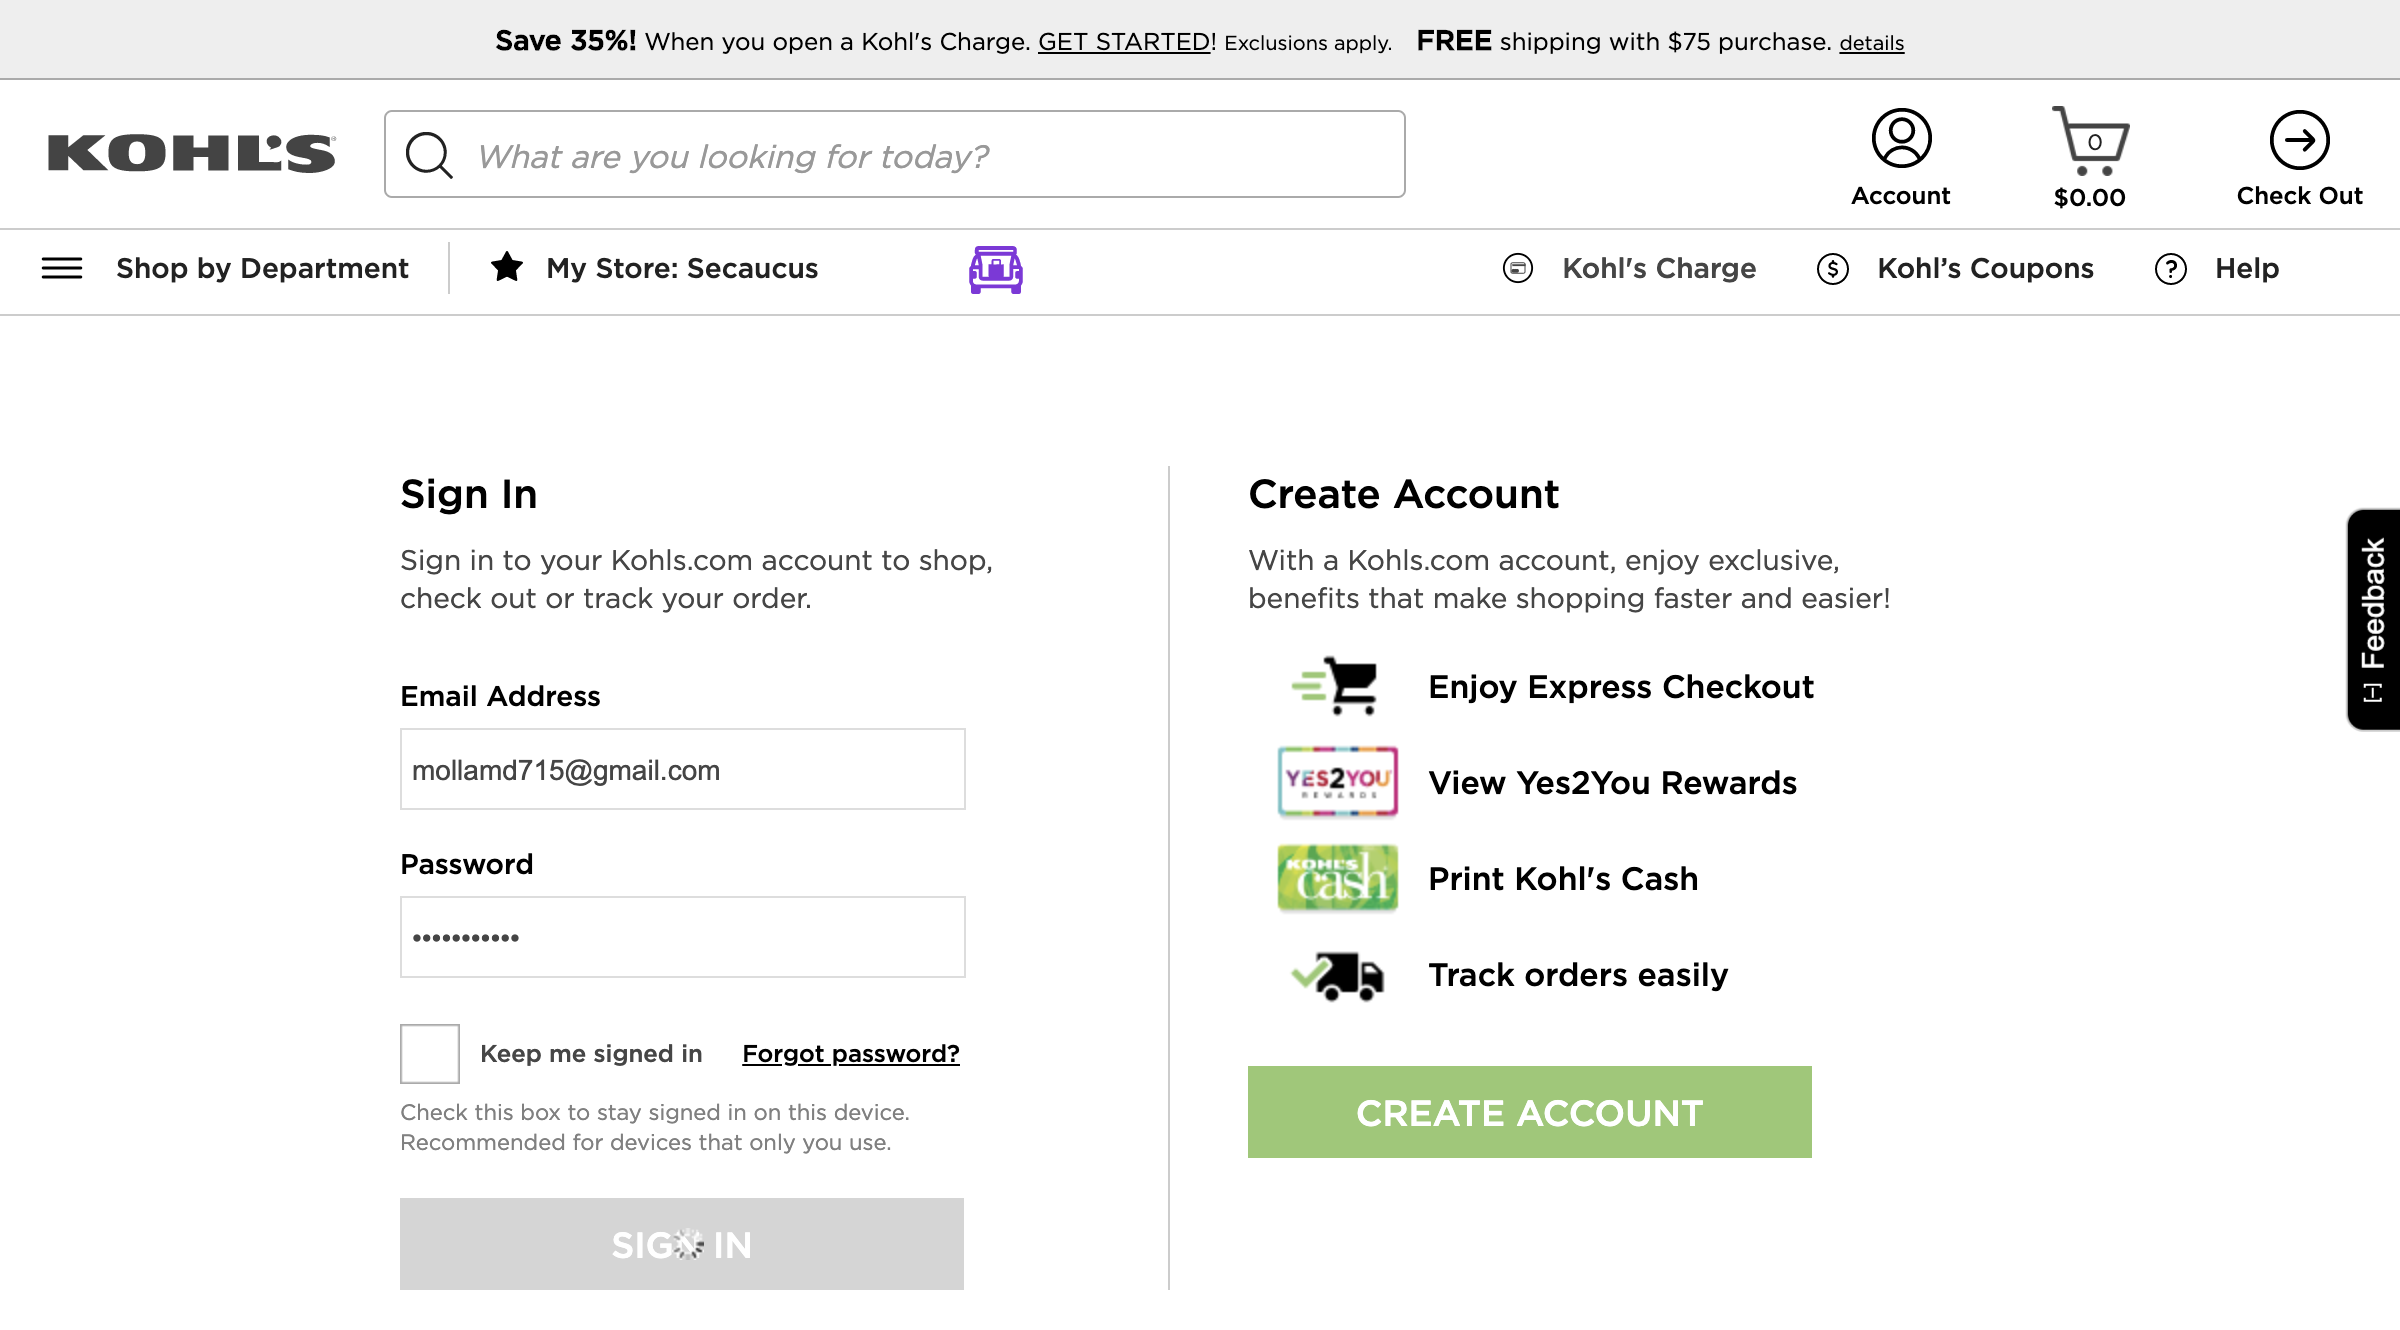 Save 35%! When you open a Kohl's Charge. GET STARTED! Exclusions apply. FREE shipping with $75 purchase. details
KOHL'S
What are you looking for today?
Account
0
$0.00
Check Out
Shop by Department
My Store: Secaucus
Kohl's Charge
Kohl’s Coupons
Help
Sign In
Sign in to your Kohls.com account to shop,
check out or track your order.
Email Address
mollamd715@gmail.com
Password
•••••••••••
Keep me signed in
Forgot password?
Check this box to stay signed in on this device.
Recommended for devices that only you use.
SIGN IN
Create Account
With a Kohls.com account, enjoy exclusive,
benefits that make shopping faster and easier!
Enjoy Express Checkout
YES2YOU
REWARDS
View Yes2You Rewards
KOHL'S
cash
Print Kohl's Cash
Track orders easily
CREATE ACCOUNT
[-] Feedback